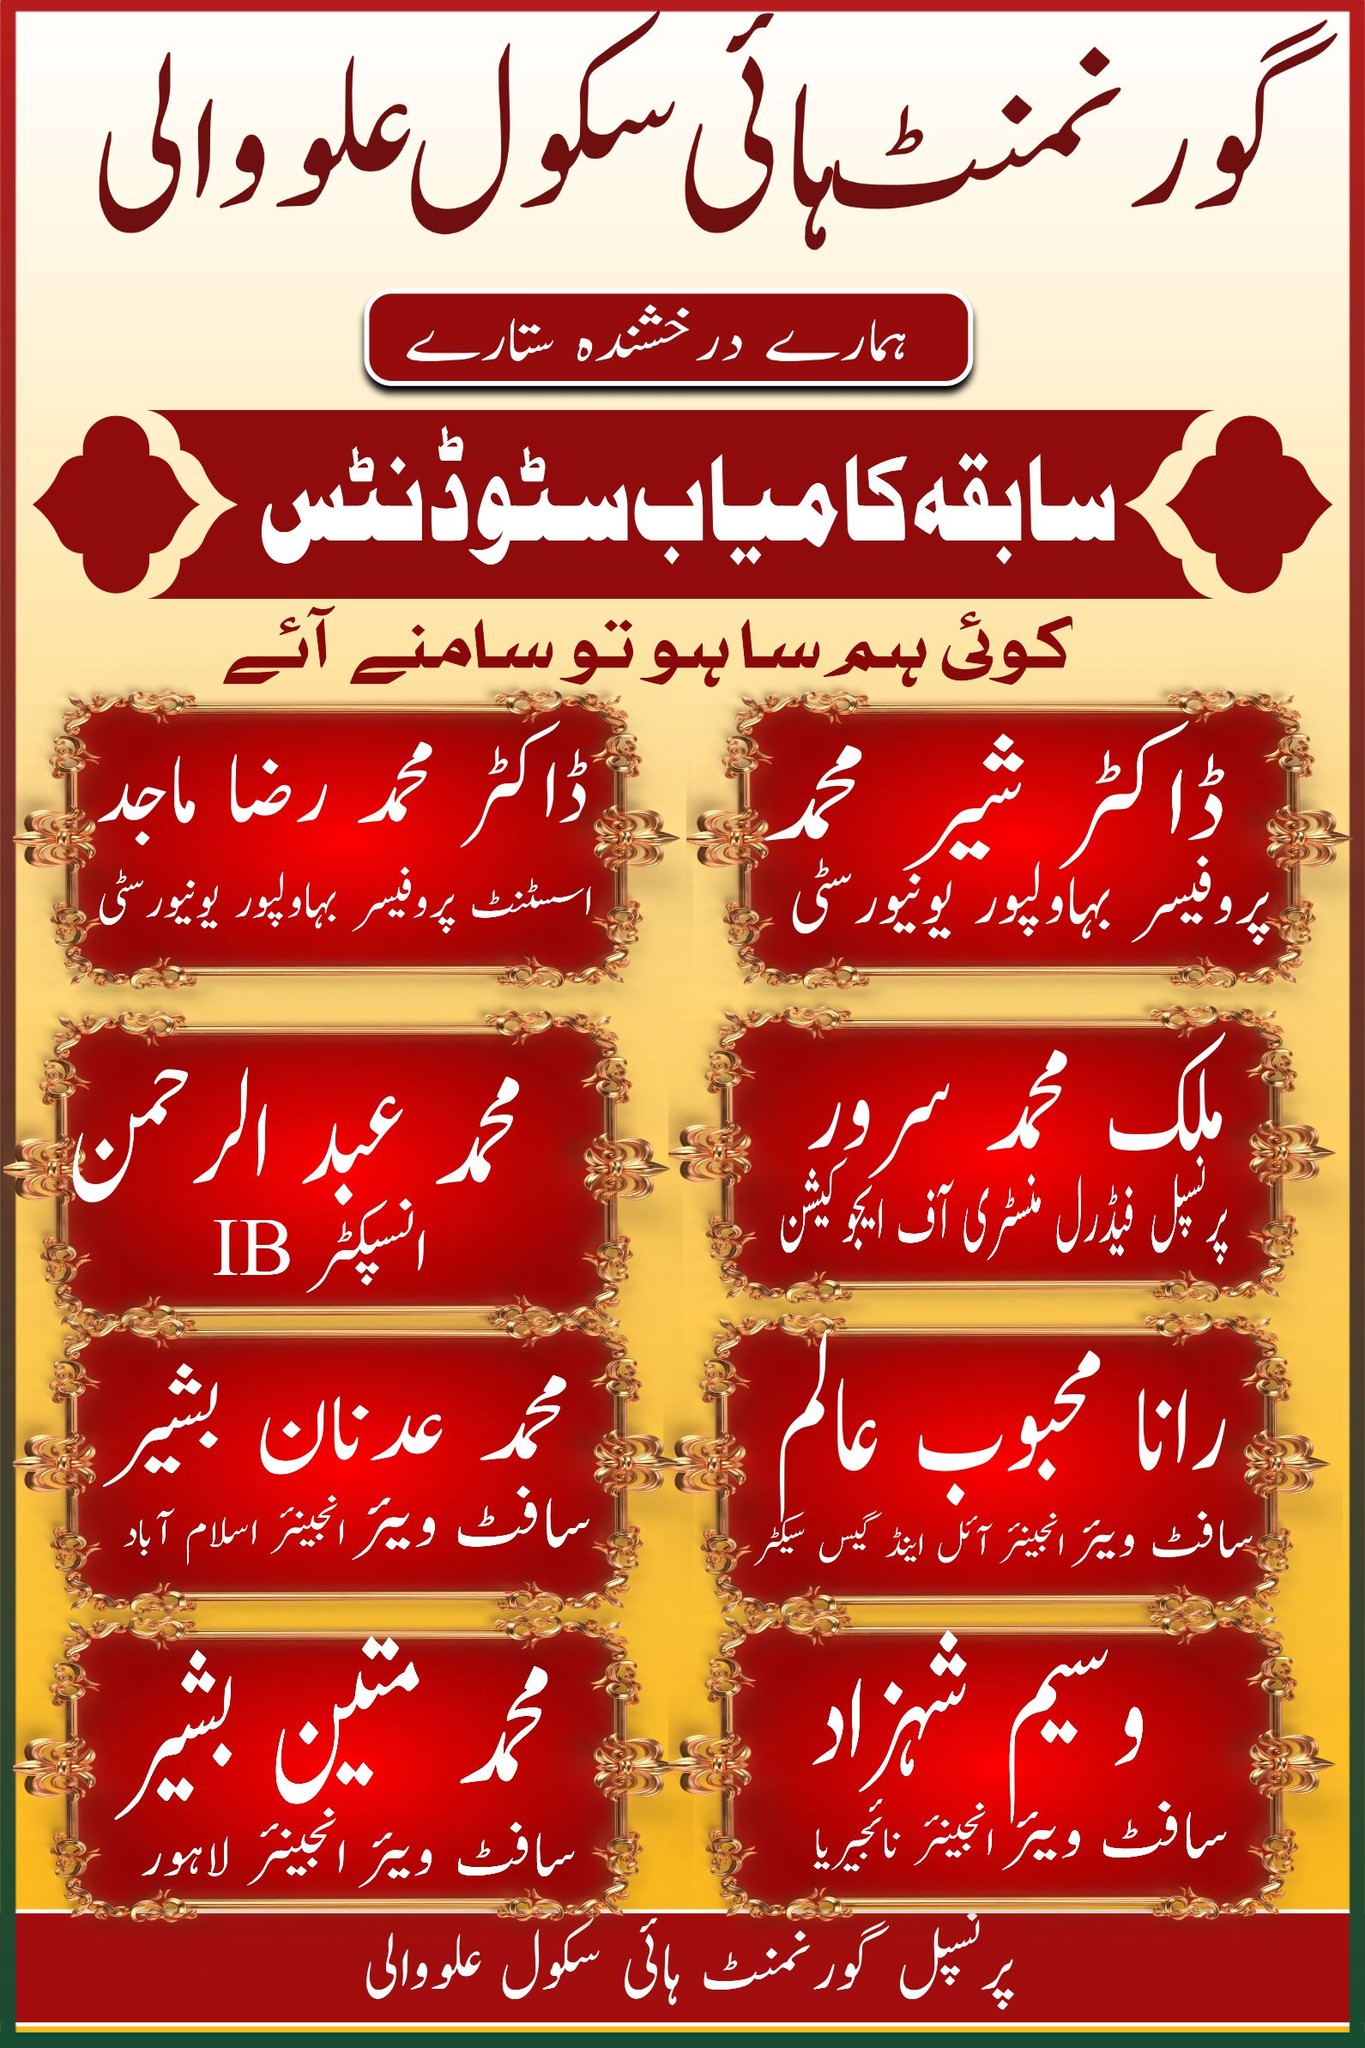 گورنمنٹ ہائی سکول علووالی
ہمارے درخشندہ ستارے
سابقہ کامیاب سٹوڈنٹس
کوئی ہم سا ہو تو سامنے آئے
ڈاکٹر شیر محمد
پروفیسر بہاولپور یونیورسٹی
ڈاکٹر محمد رضا ماجد
اسسٹنٹ پروفیسر بہاولپور یونیورسٹی
ملک محمد سرور
پرنسپل فیڈرل منسٹری آف ایجوکیشن
محمد عبد الرحمن
انسپکٹر IB
رانا محبوب عالم
سافٹ ویئر انجینئر آئل اینڈ گیس سیکٹر
محمد عدنان بشیر
سافٹ ویئر انجینئر اسلام آباد
وسیم شہزاد
سافٹ ویئر انجینئر نائجیریا
محمد متین بشیر
سافٹ ویئر انجینئر لاہور
پرنسپل گورنمنٹ ہائی سکول علووالی